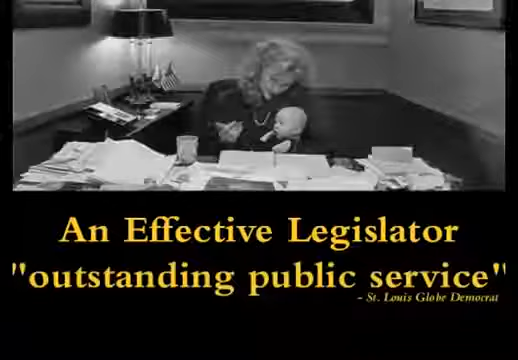 An Effective Legislator
"outstanding public service"
- St. Louis Globe Democrat